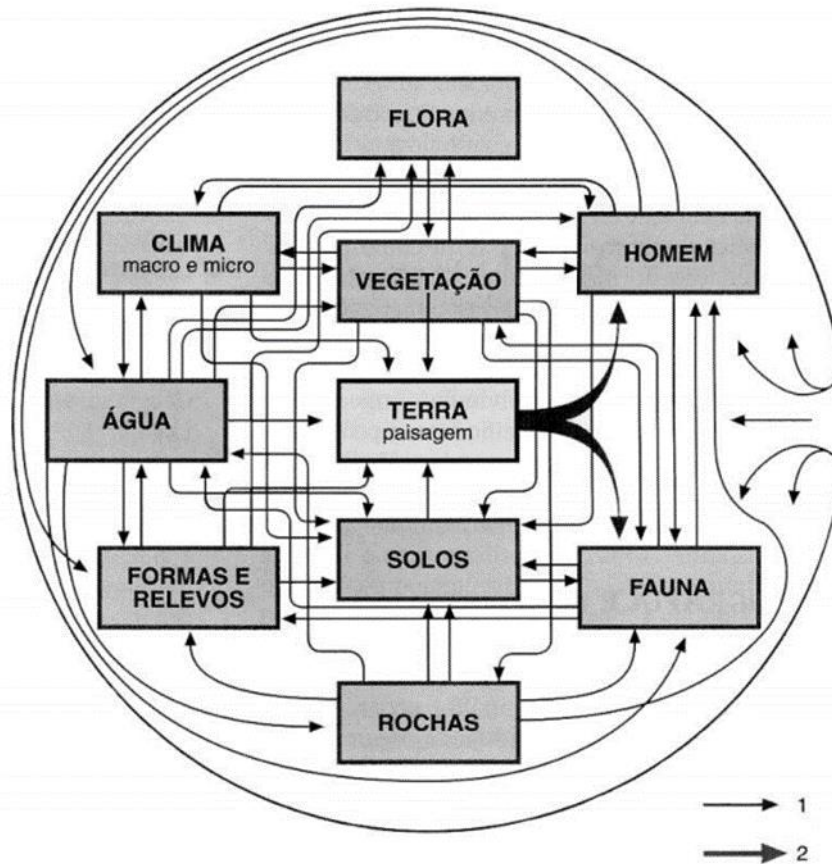 FLORA
CLIMA
macro e micro
VEGETAÇÃO
HOMEM
ÁGUA
TERRA
paisagem
FORMAS E
RELEVOS
SOLOS
FAUNA
ROCHAS
1
2